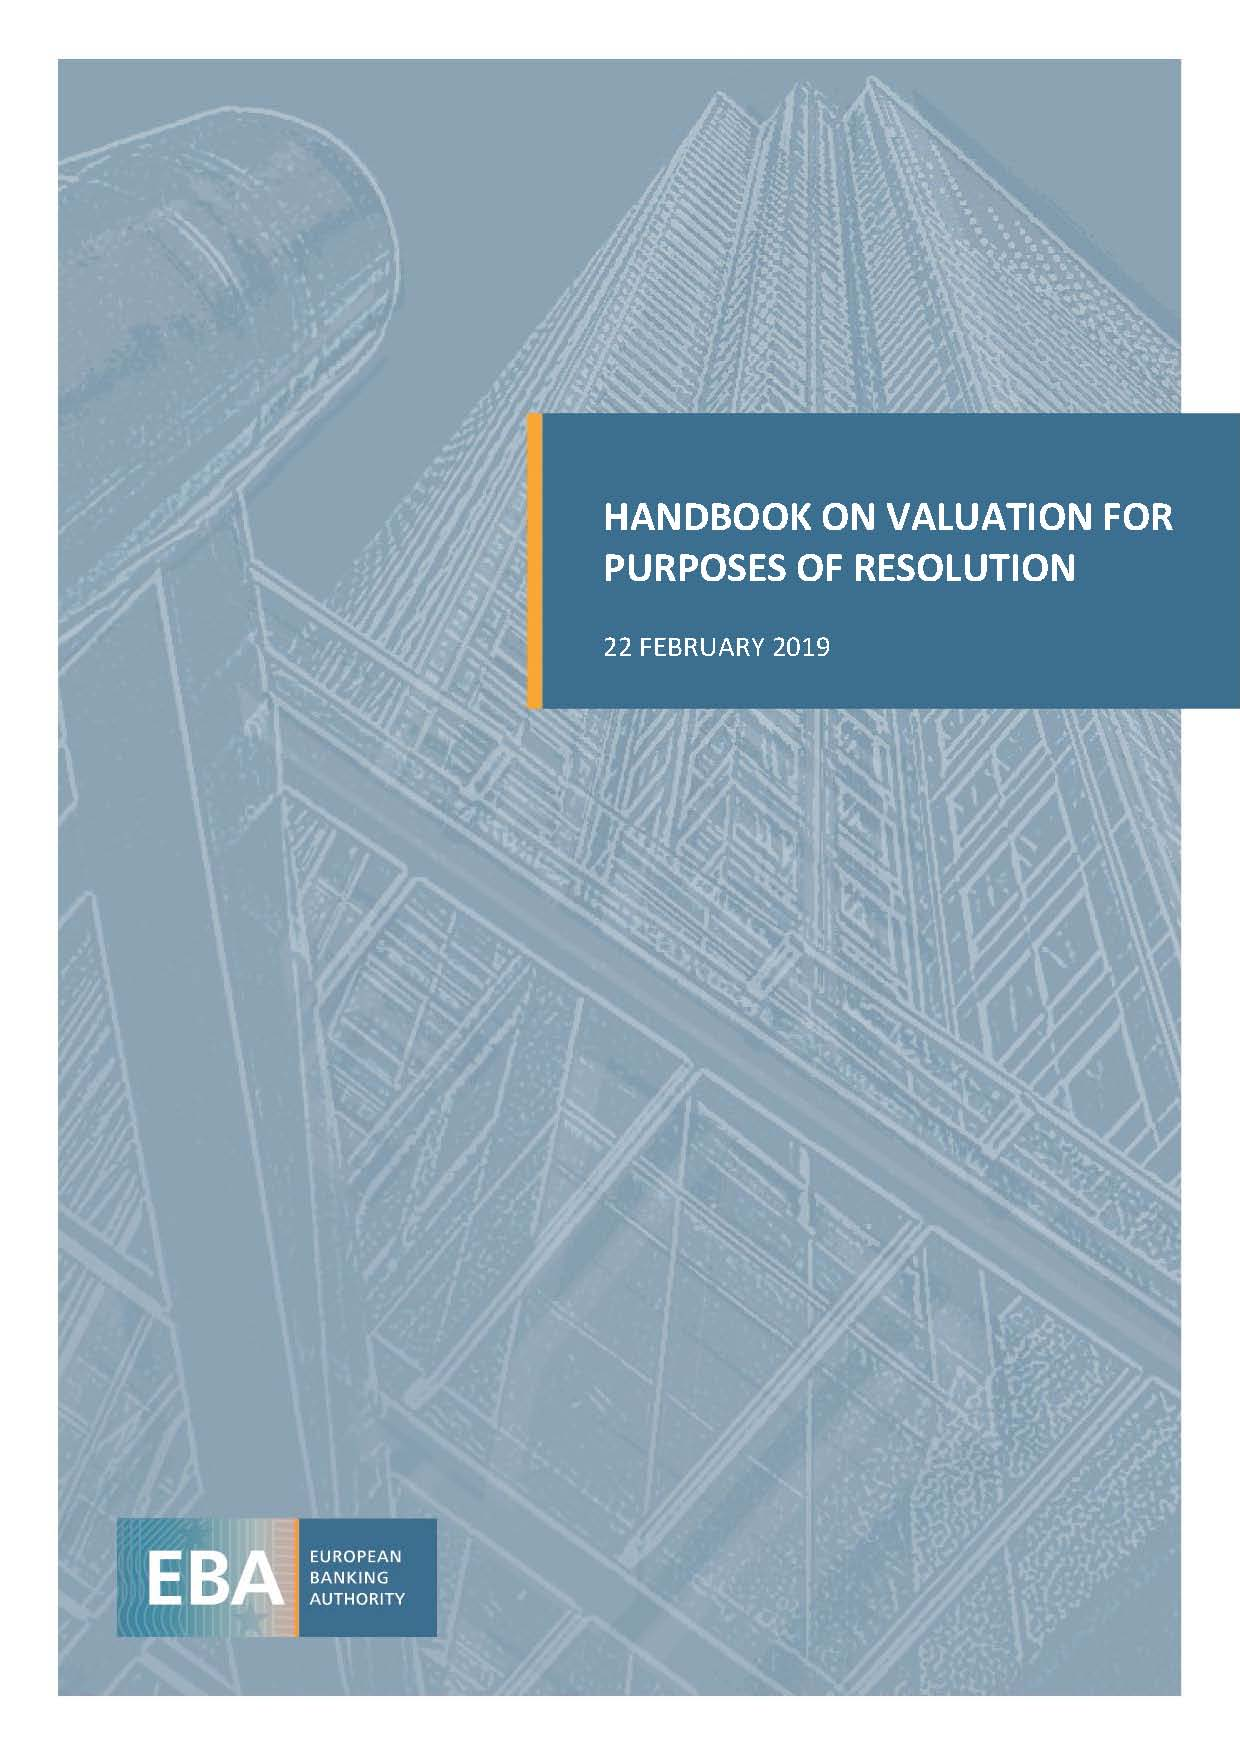 HANDBOOK ON VALUATION FOR
PURPOSES OF RESOLUTION
22 FEBRUARY 2019
EBA
EUROPEAN
BANKING
AUTHORITY